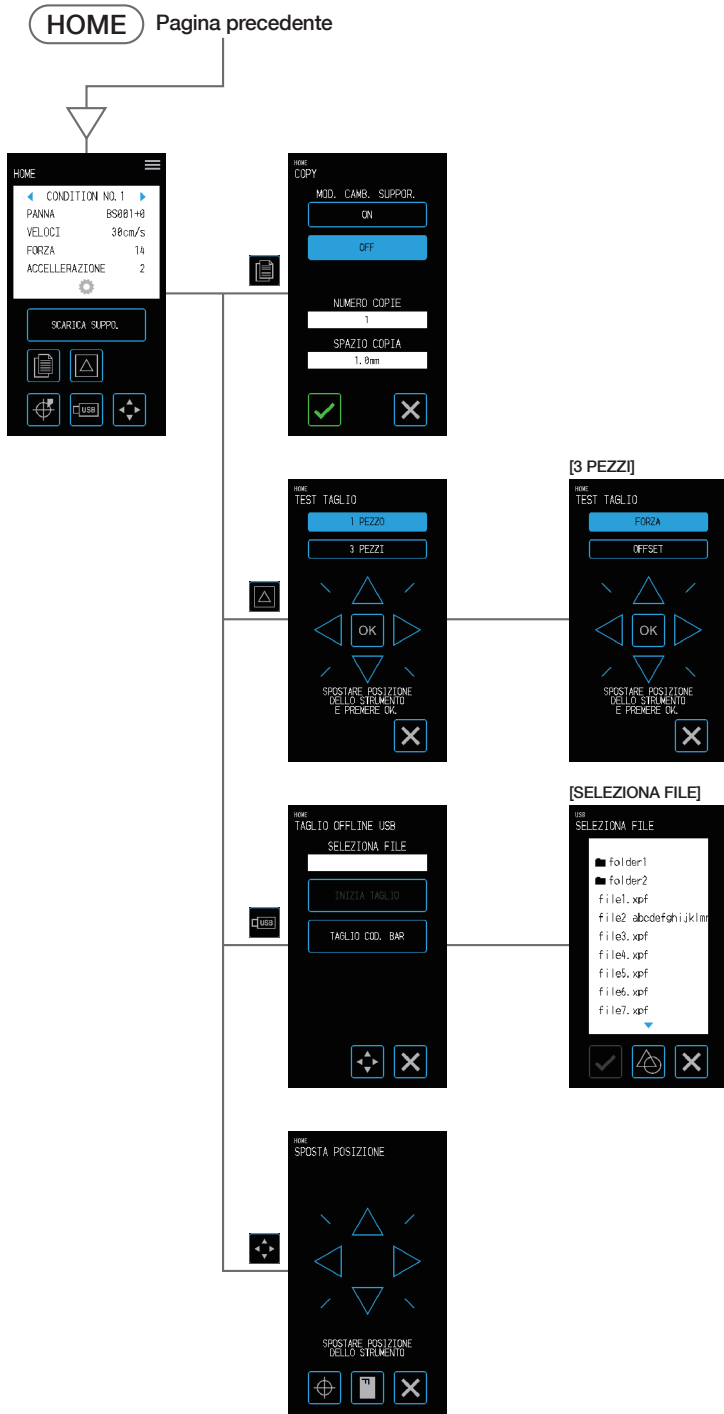 HOME Pagina precedente
HOME
CONDITION NO. 1
PANNA BS001+0
VELOCI 30cm/s
FORZA 14
ACCELLERAZIONE 2
SCARICA SUPPO.
USB
HOME
COPY
MOD. CAMB. SUPPOR.
ON
OFF
NUMERO COPIE
1
SPAZIO COPIA
1.0mm
HOME
TEST TAGLIO
1 PEZZO
3 PEZZI
OK
SPOSTARE POSIZIONE
DELLO STRUMENTO
E PREMERE OK.
[3 PEZZI]
HOME
TEST TAGLIO
FORZA
OFFSET
OK
SPOSTARE POSIZIONE
DELLO STRUMENTO
E PREMERE OK.
USB
HOME
TAGLIO OFFLINE USB
SELEZIONA FILE
INIZIA TAGLIO
TAGLIO COD. BAR
[SELEZIONA FILE]
USB
SELEZIONA FILE
folder1
folder2
file1.xpf
file2 abcdefghijklmn
file3.xpf
file4.xpf
file5.xpf
file6.xpf
file7.xpf
HOME
SPOSTA POSIZIONE
SPOSTARE POSIZIONE
DELLO STRUMENTO